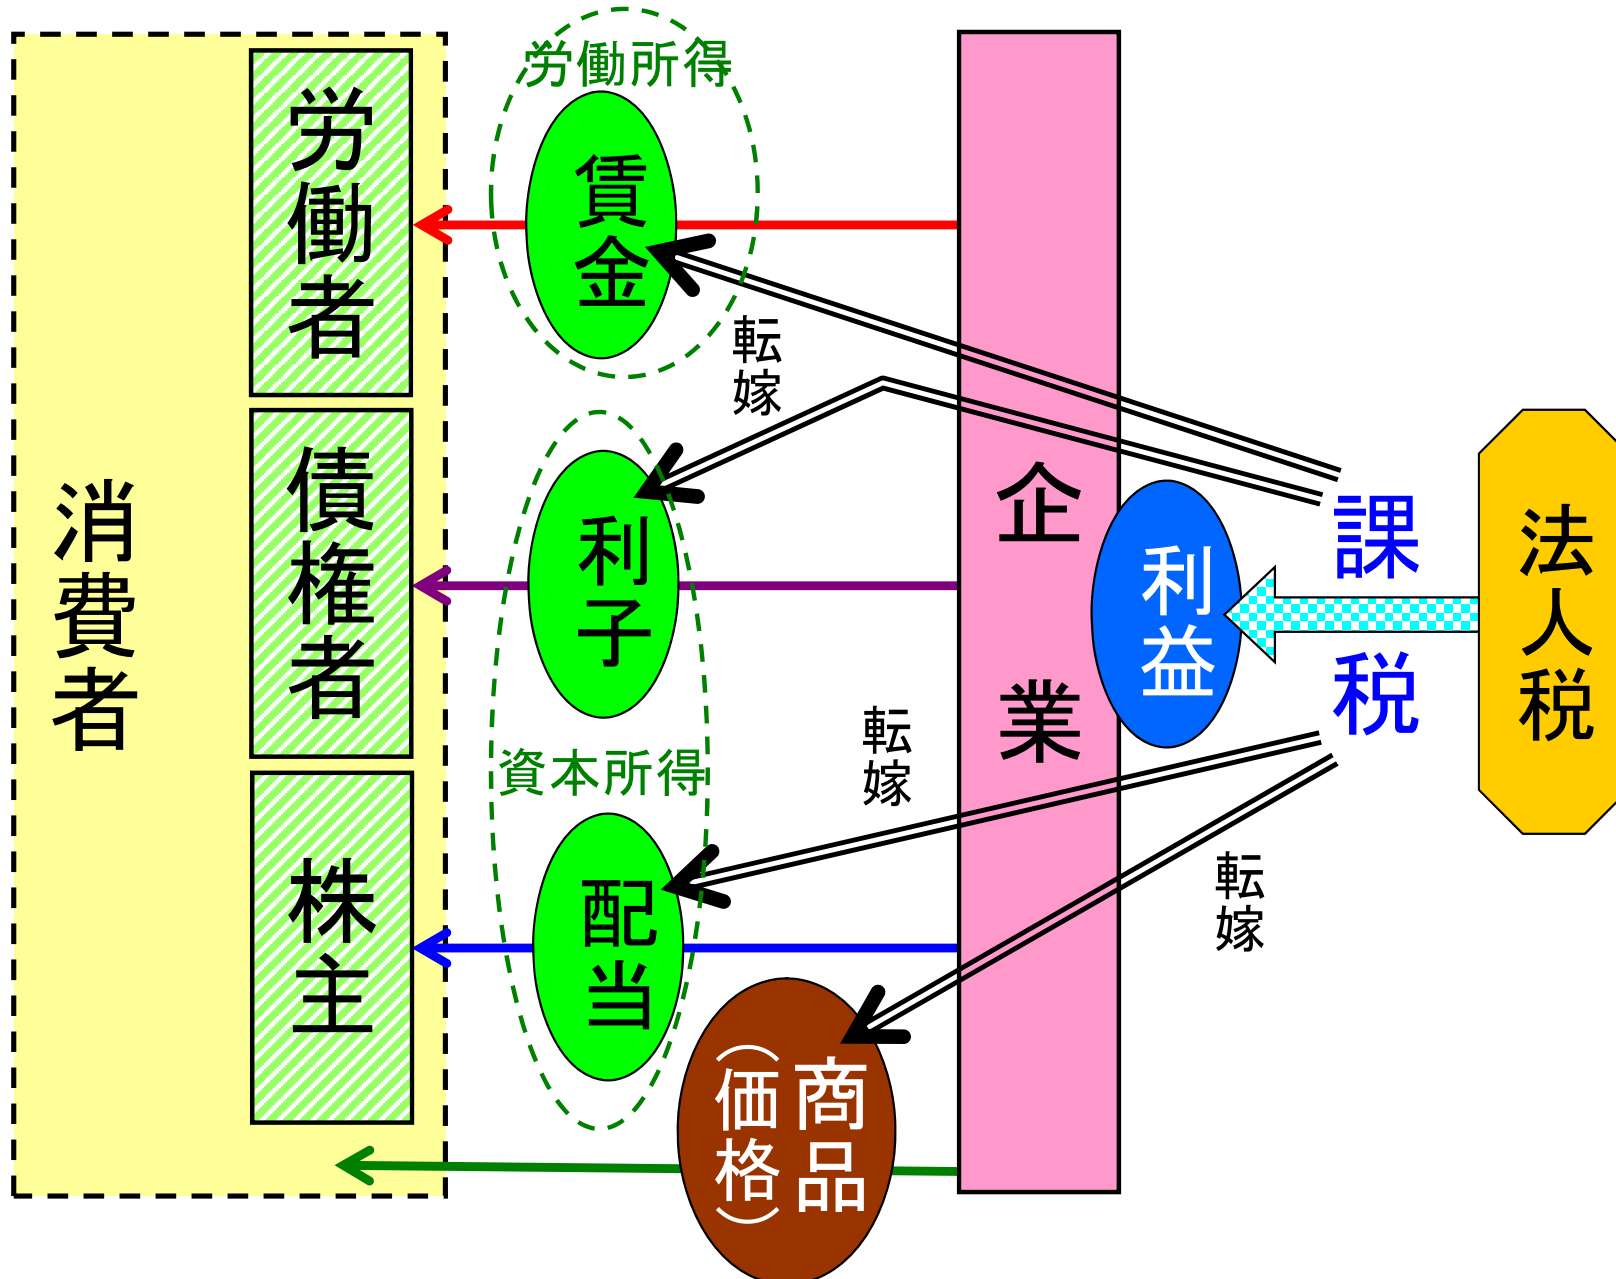 消費者
労働者
債権者
株主
労働所得
賃金
利子
資本所得
配当
商品
（価格）
転嫁
転嫁
転嫁
企業
利益
課税
法人税